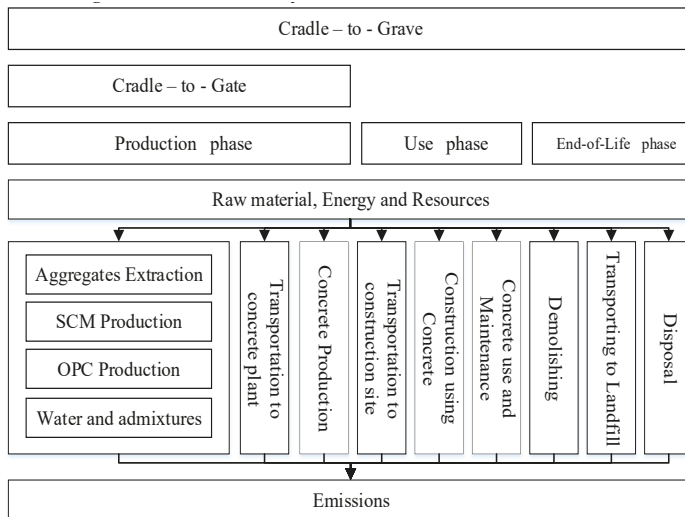 Cradle – to - Grave
Cradle – to - Gate
Production phase
Use phase
End-of-Life phase
Raw material, Energy and Resources
Aggregates Extraction
SCM Production
OPC Production
Water and admixtures
Transportation to
concrete plant
Concrete Production
Transportation to
construction site
Construction using
Concrete
Concrete use and
Maintenance
Demolishing
Transporting to Landfill
Disposal
Emissions